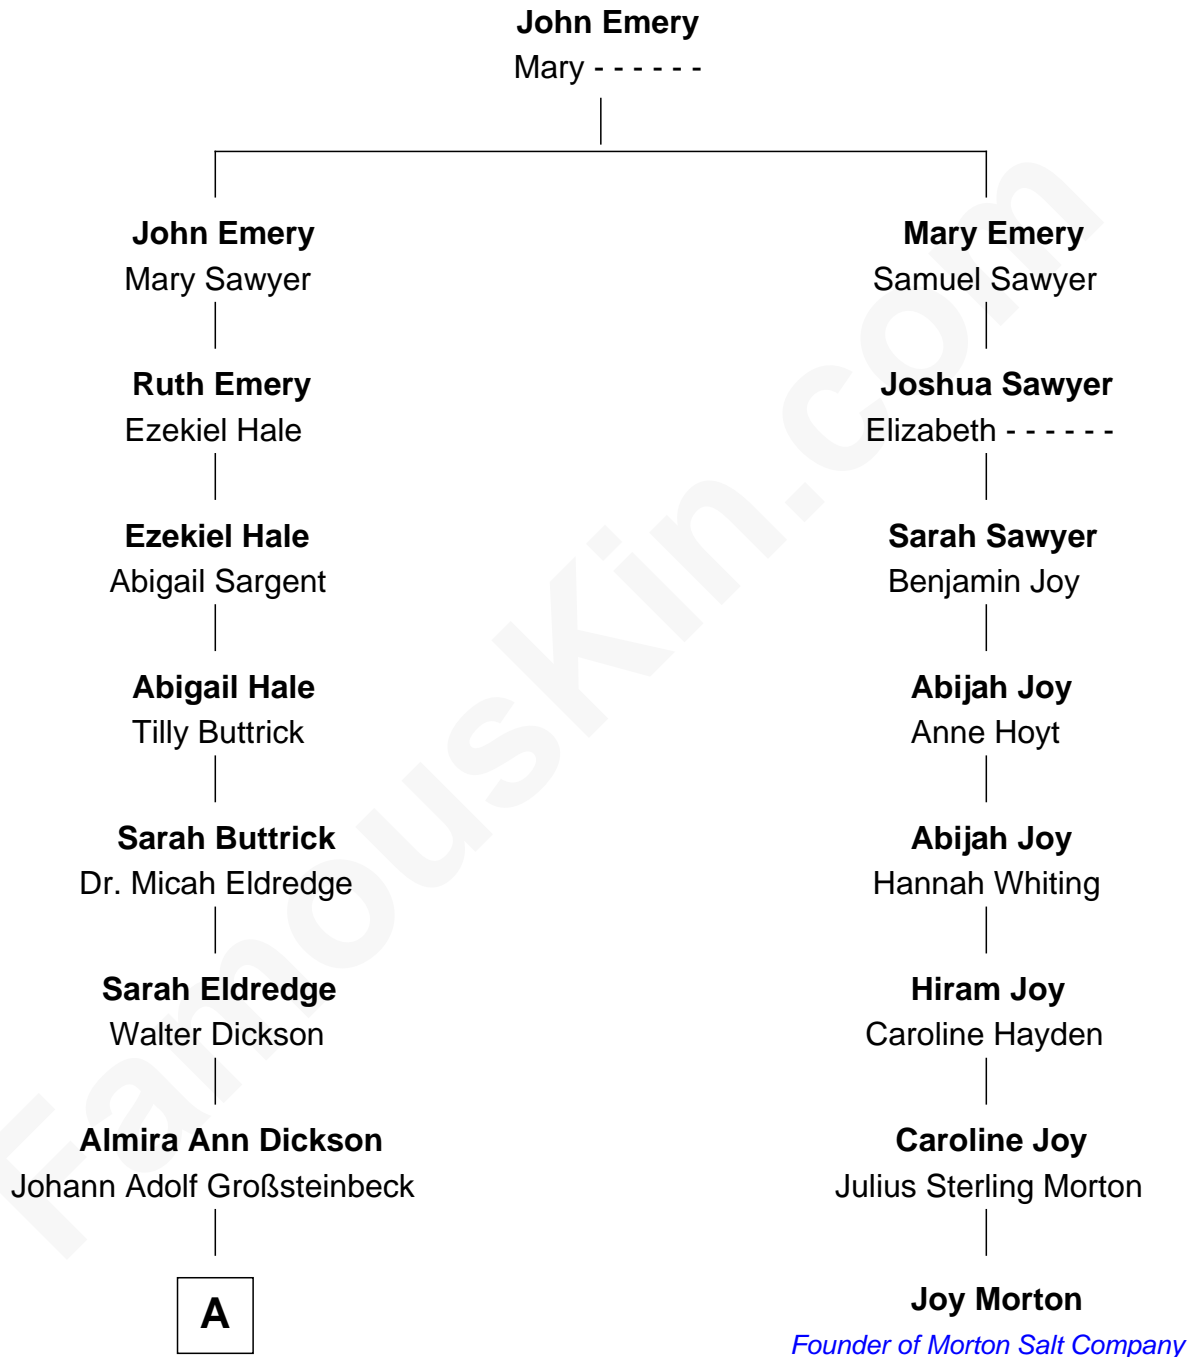 John Emery
Mary - - - - - -
John Emery
Mary Sawyer
Mary Emery
Samuel Sawyer
Ruth Emery
Ezekiel Hale
Joshua Sawyer
Elizabeth - - - - - -
Ezekiel Hale
Abigail Sargent
Sarah Sawyer
Benjamin Joy
Abigail Hale
Tilly Buttrick
Abijah Joy
Anne Hoyt
Sarah Buttrick
Dr. Micah Eldredge
Abijah Joy
Hannah Whiting
Sarah Eldredge
Walter Dickson
Hiram Joy
Caroline Hayden
Almira Ann Dickson
Johann Adolf Großsteinbeck
Caroline Joy
Julius Sterling Morton
A
Joy Morton
Founder of Morton Salt Company
FamousKin.com